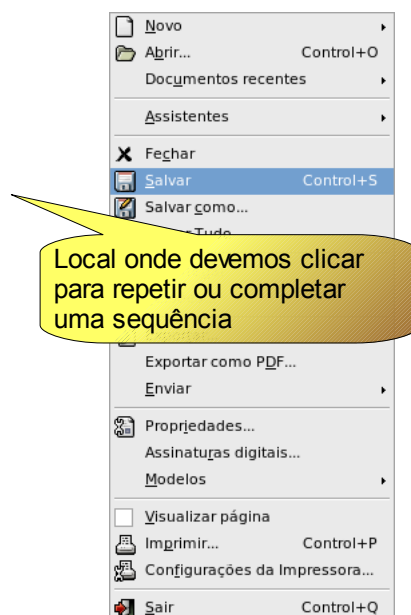 Novo
Abrir... Control+O
Documentos recentes
Assistentes
Fechar
Salvar Control+S
Salvar como...
Tudo
Local onde devemos clicar
para repetir ou completar
uma sequência
Exportar como PDF...
Enviar
Propriedades...
Assinaturas digitais...
Modelos
Visualizar página
Imprimir... Control+P
Configurações da Impressora...
Sair Control+Q